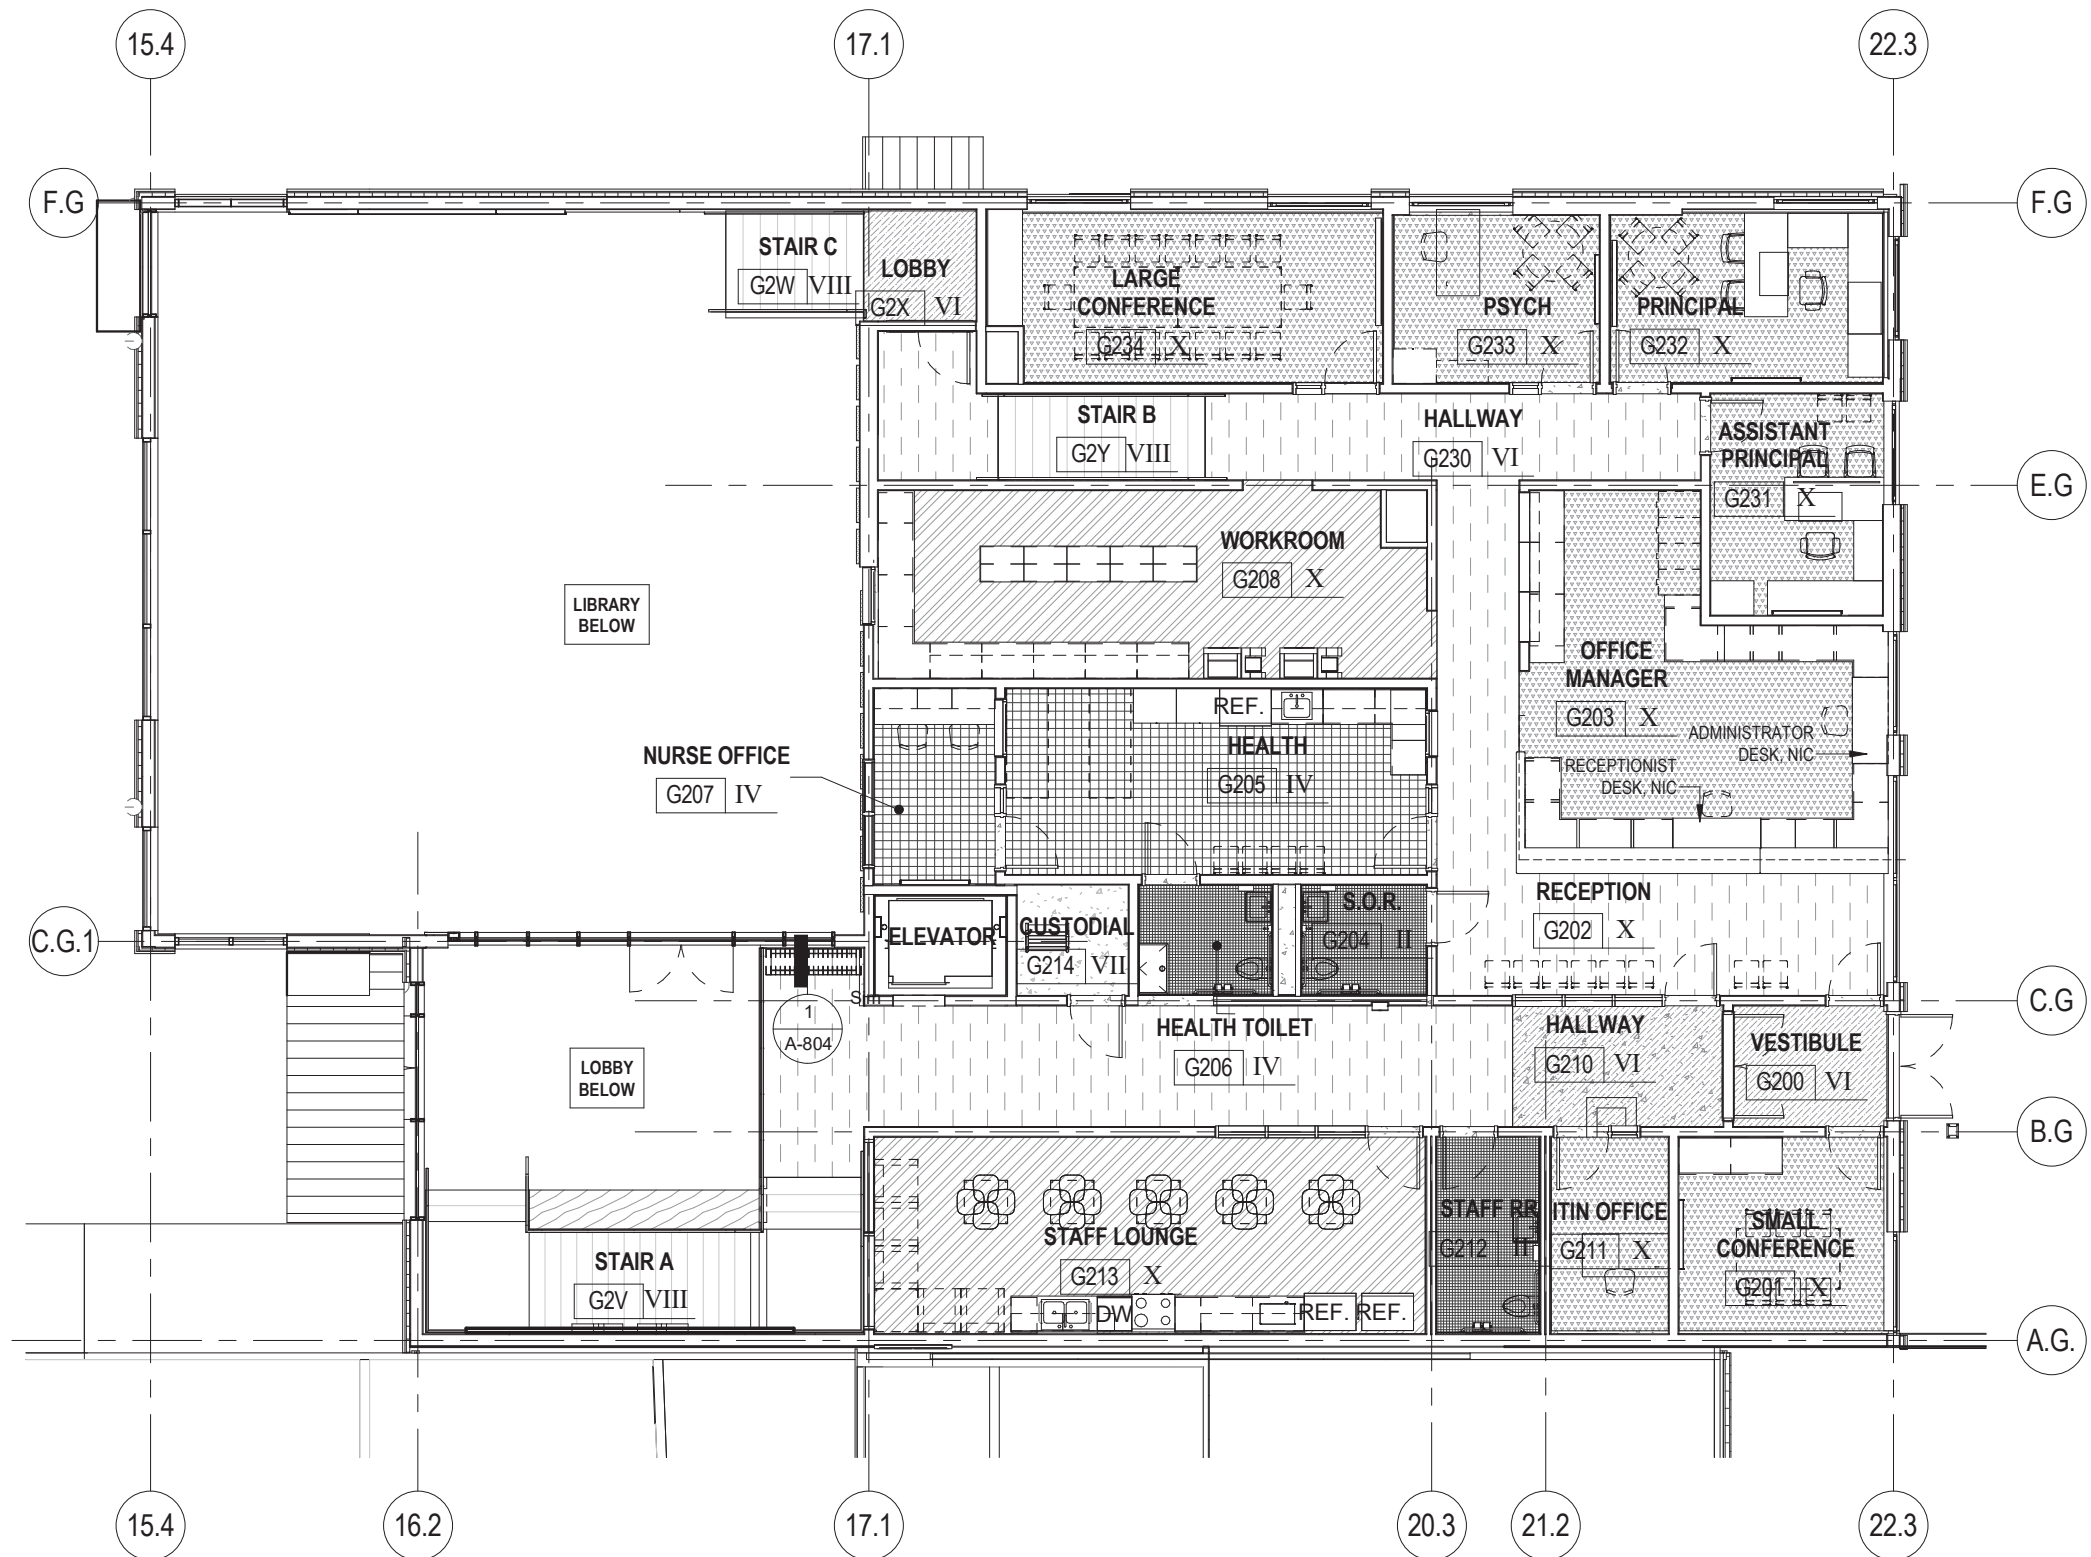 15.4
17.1
22.3
F.G
F.G
STAIR C
G2W VIII
LOBBY
G2X VI
LARGE
CONFERENCE
G234 X
PSYCH
G233 X
PRINCIPAL
G232 X
STAIR B
G2Y VIII
HALLWAY
G230 VI
ASSISTANT
PRINCIPAL
G231 X
E.G
WORKROOM
G208 X
LIBRARY
BELOW
OFFICE
MANAGER
G203 X
ADMINISTRATOR
DESK, NIC
RECEPTIONIST
DESK, NIC
REF.
NURSE OFFICE
G207 IV
HEALTH
G205 IV
RECEPTION
G202 X
S.O.R.
G204 II
CUSTODIAL
G214 VII
ELEVATOR
C.G.1
C.G
S
1
A-804
HEALTH TOILET
G206 IV
HALLWAY
G210 VI
VESTIBULE
G200 VI
LOBBY
BELOW
B.G
STAFF LOUNGE
G213 X
STAFF RR
G212 II
ITIN OFFICE
G211 X
SMALL
CONFERENCE
G201 X
STAIR A
G2V VIII
DW
REF. REF.
A.G.
15.4
16.2
17.1
20.3
21.2
22.3